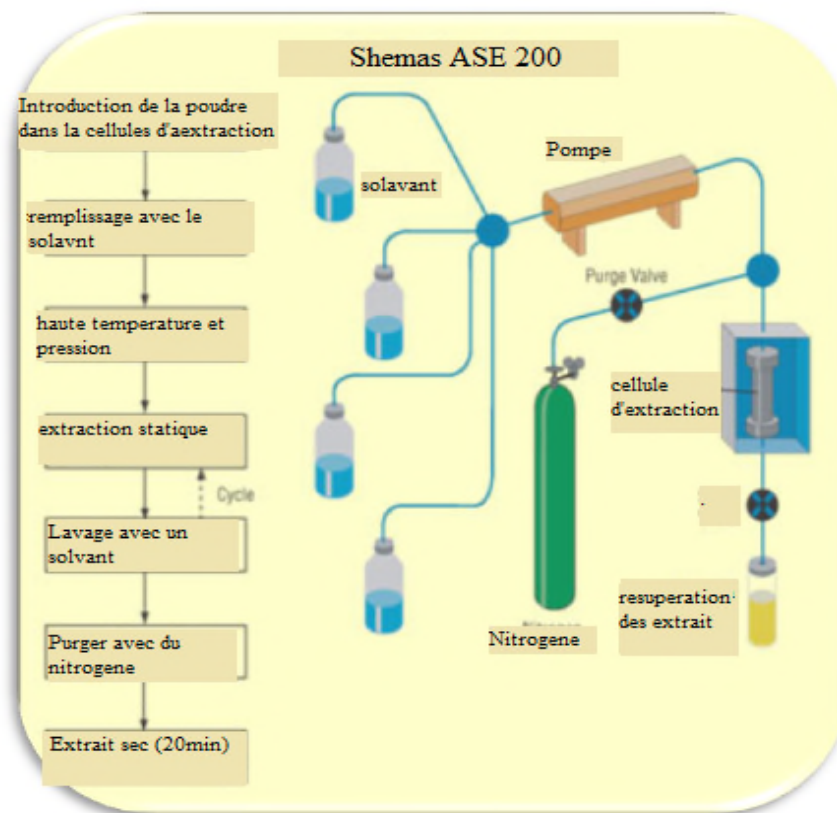 Shemas ASE 200
Introduction de la poudre
dans la cellules d'aextraction
remplissage avec le
solavnt
haute temperature et
pression
extraction statique
Cycle
Lavage avec un
solvant
Purger avec du
nitrogene
Extrait sec (20min)
solavant
Pompe
Purge Valve
cellule
d'extraction
resuperation
des extrait
Nitrogene